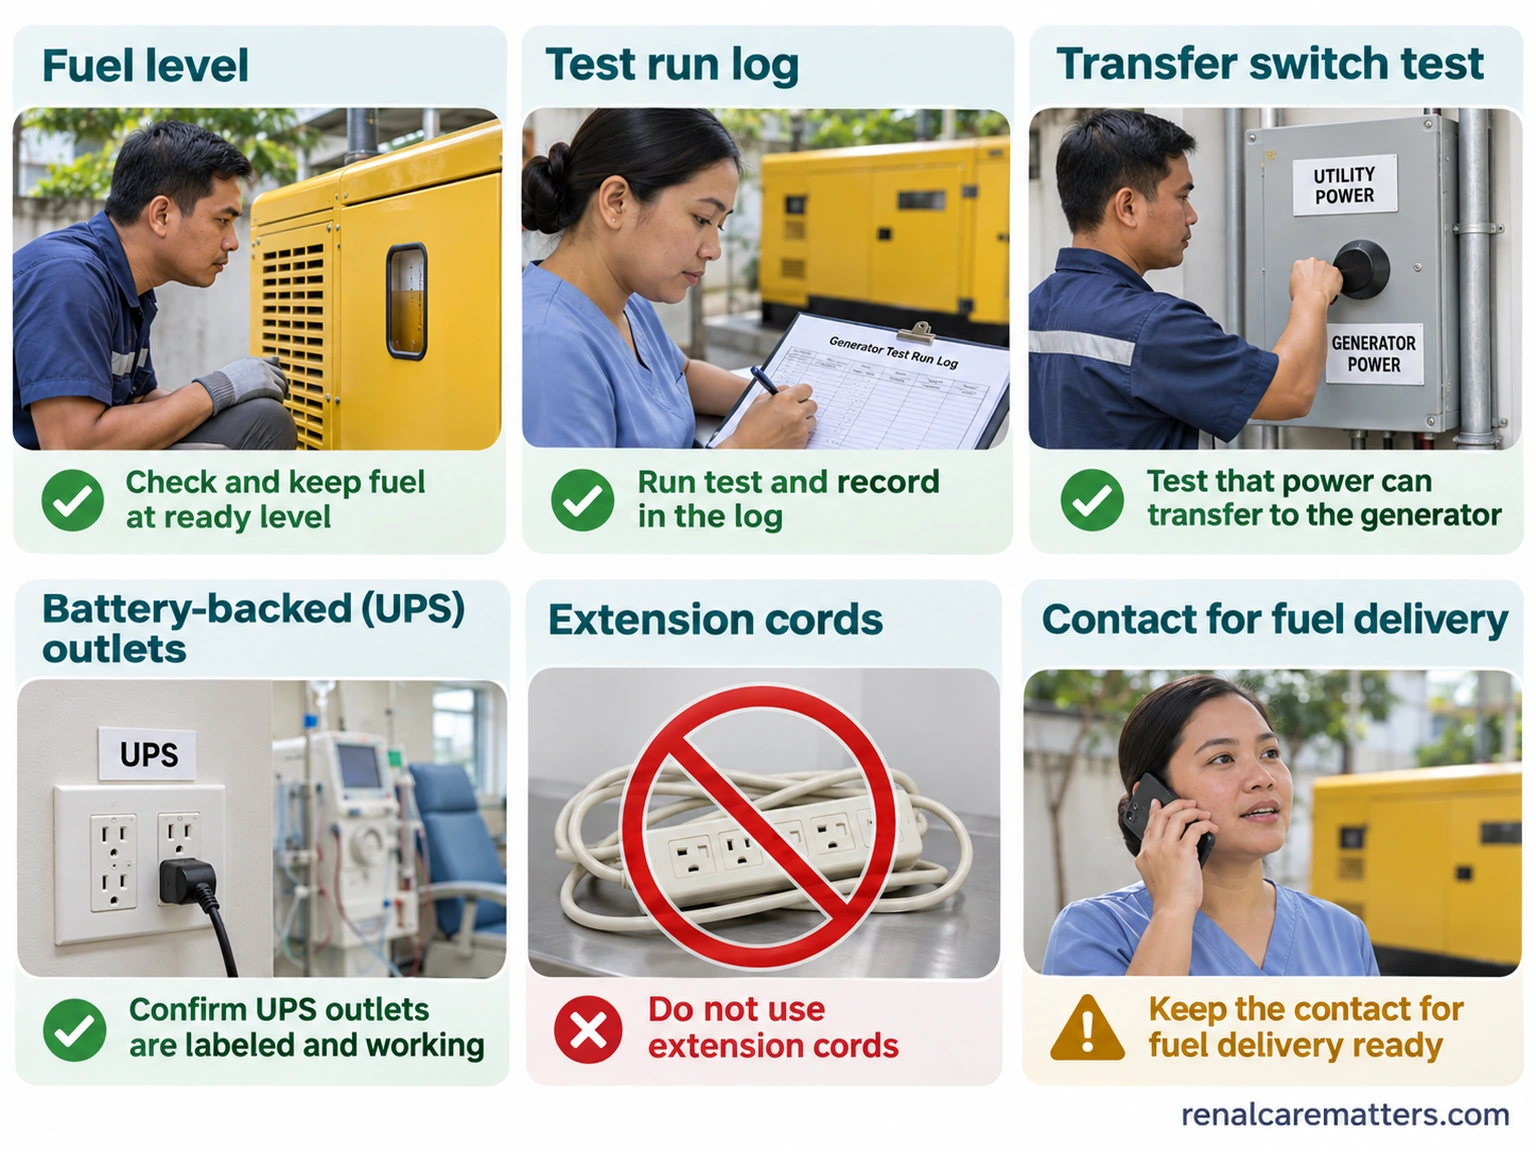 Fuel level
Check and keep fuel
at ready level
Test run log
Generator Test Run Log
Run test and record
in the log
Transfer switch test
UTILITY
POWER
GENERATOR
POWER
Test that power can
transfer to the generator
Battery-backed (UPS)
outlets
UPS
Confirm UPS outlets
are labeled and working
Extension cords
Do not use
extension cords
Contact for fuel delivery
Keep the contact for
fuel delivery ready
renalcarematters.com